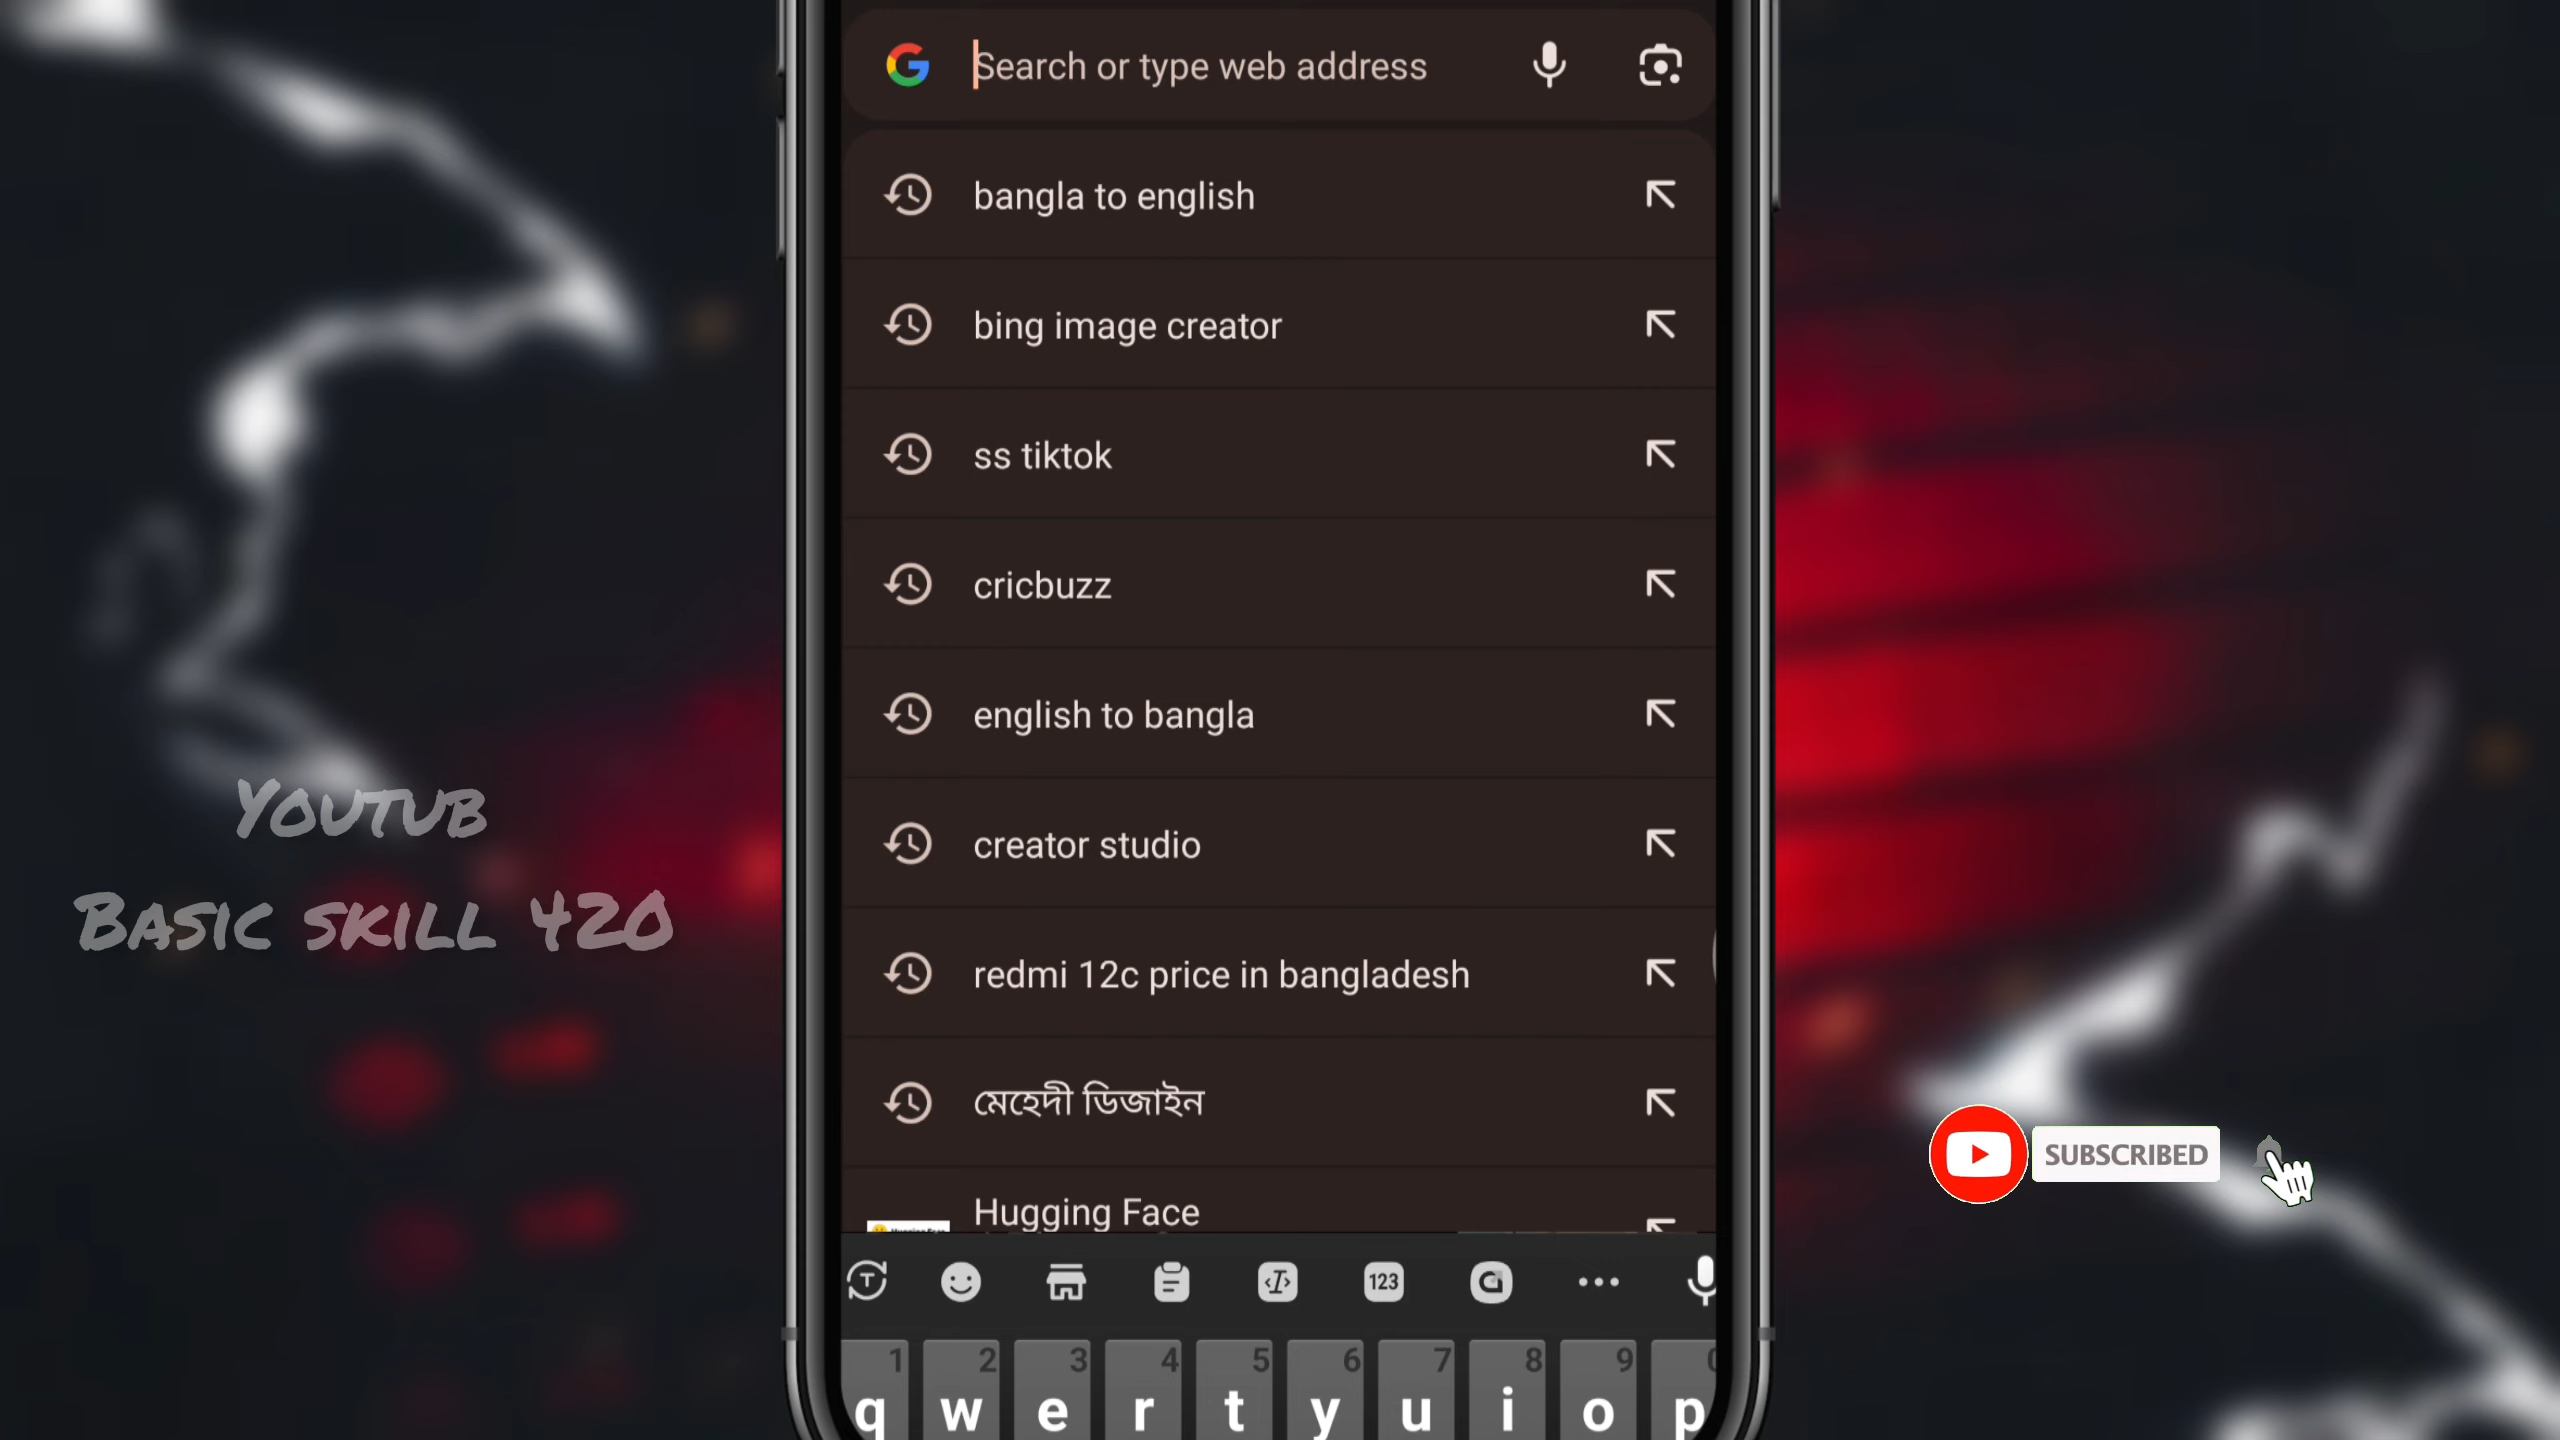 Search or type web address
bangla to english
bing image creator
ss tiktok
cricbuzz
english to bangla
creator studio
redmi 12c price in bangladesh
মেহেদী ডিজাইন
Hugging Face
Youtub
Basic skill 420
SUBSCRIBED
123
1 2 3 4 5 6 7 8 9 0
q w e r t y u i o p